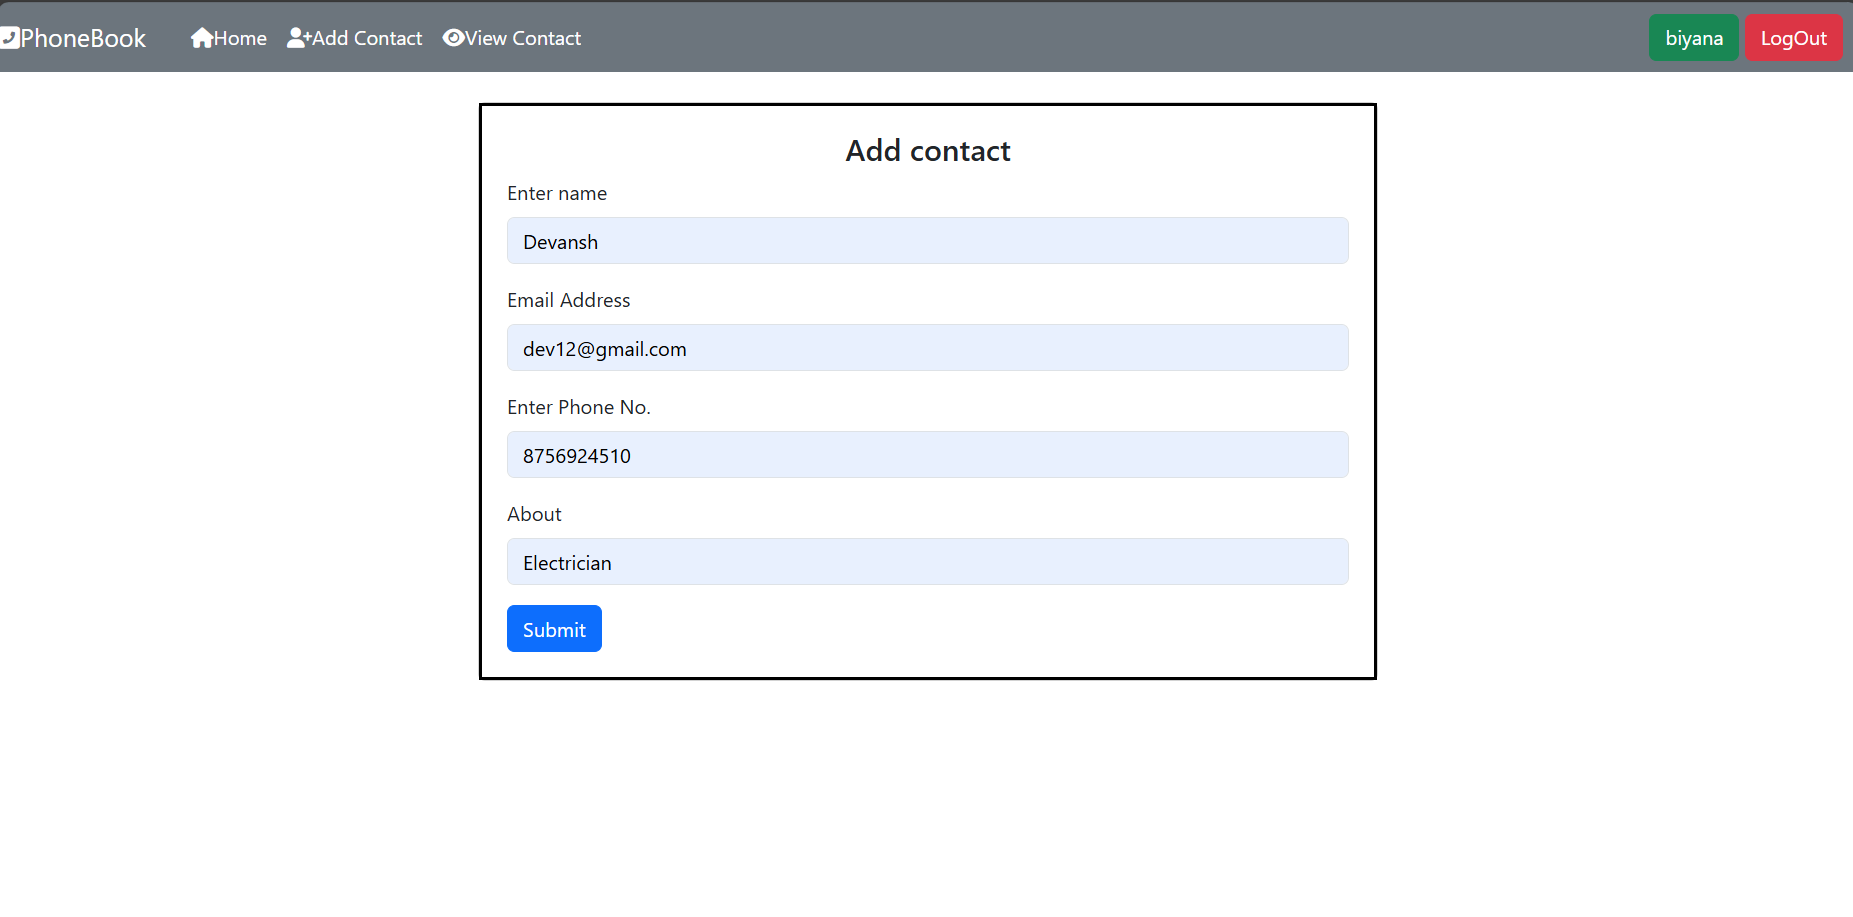 PhoneBook Home Add Contact View Contact biyana LogOut
Add contact
Enter name
Devansh
Email Address
dev12@gmail.com
Enter Phone No.
8756924510
About
Electrician
Submit